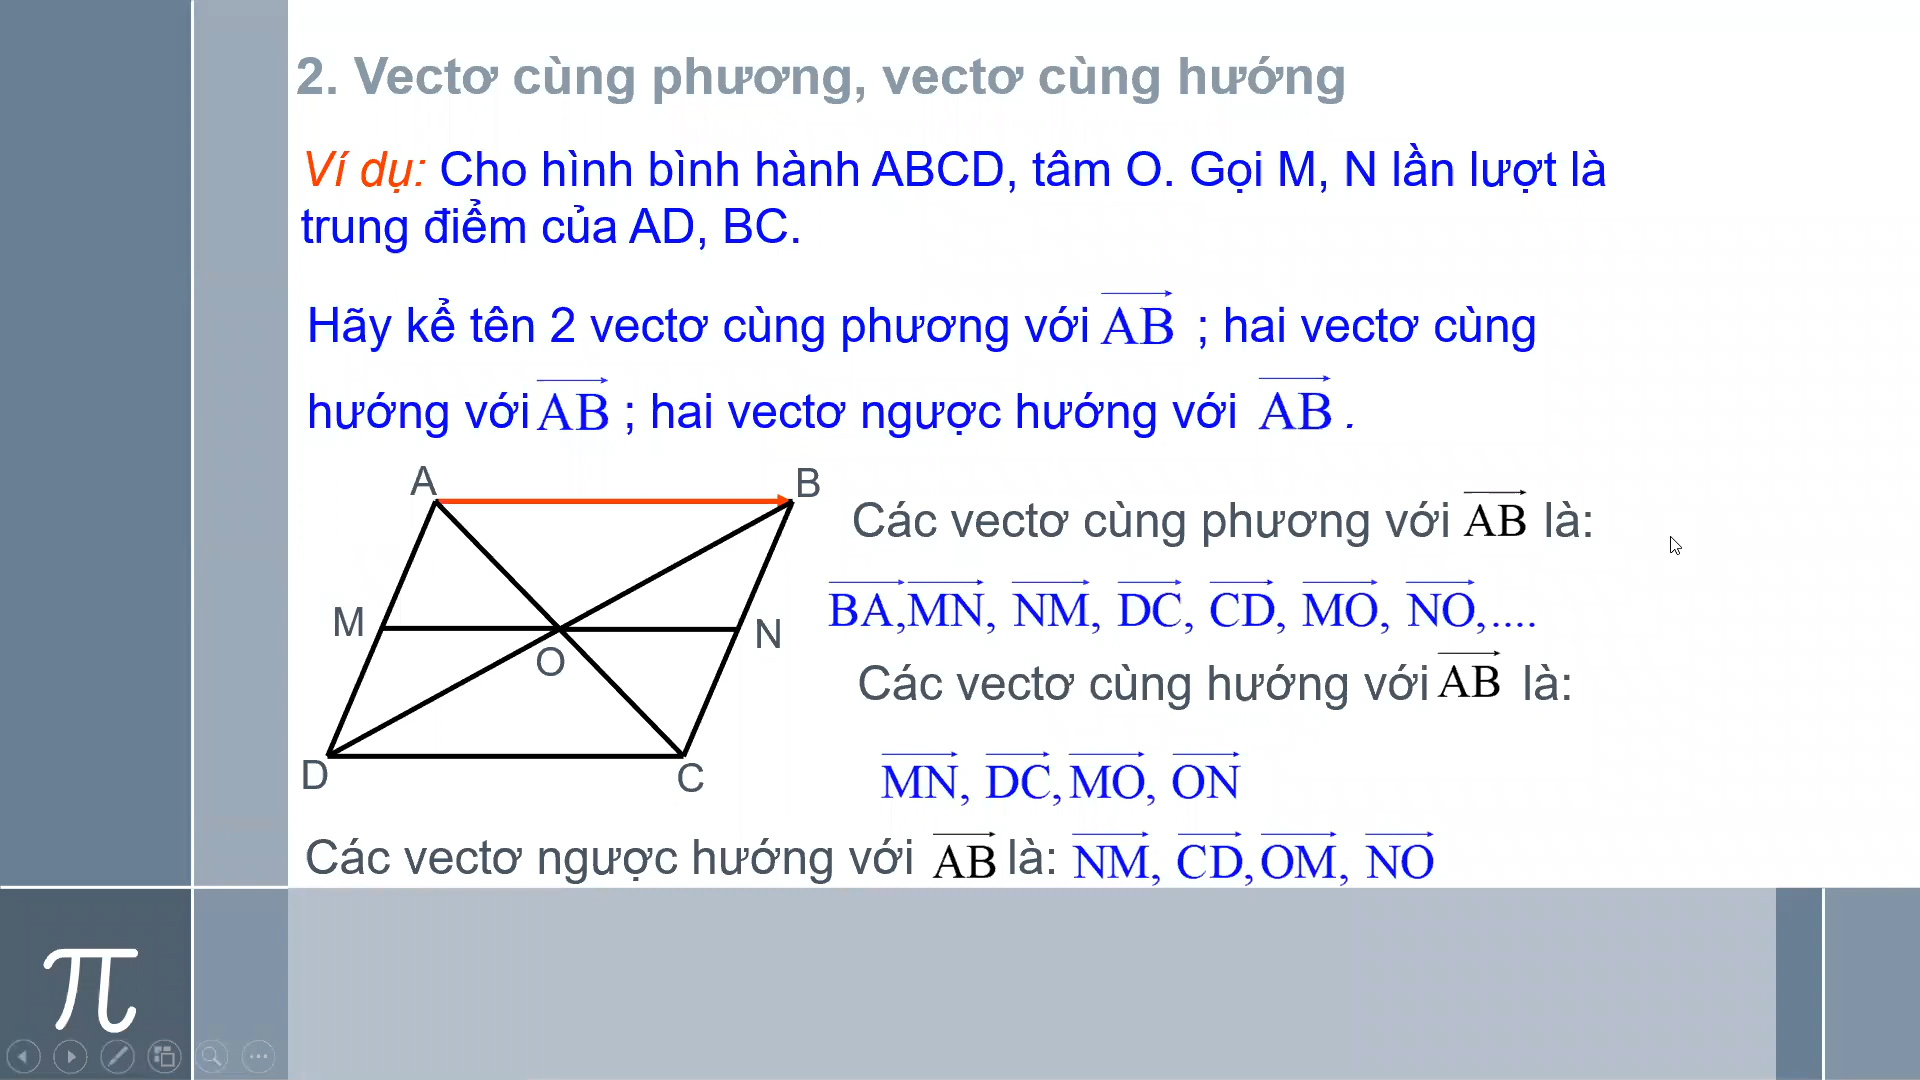 2. Vectơ cùng phương, vectơ cùng hướng
Ví dụ: Cho hình bình hành ABCD, tâm O. Gọi M, N lần lượt là
trung điểm của AD, BC.
Hãy kể tên 2 vectơ cùng phương với AB ; hai vectơ cùng
hướng với AB ; hai vectơ ngược hướng với AB .
A
B
M
N
O
D
C
Các vectơ cùng phương với AB là:
BA, MN, NM, DC, CD, MO, NO,....
Các vectơ cùng hướng với AB là:
MN, DC, MO, ON
Các vectơ ngược hướng với AB là: NM, CD, OM, NO
π